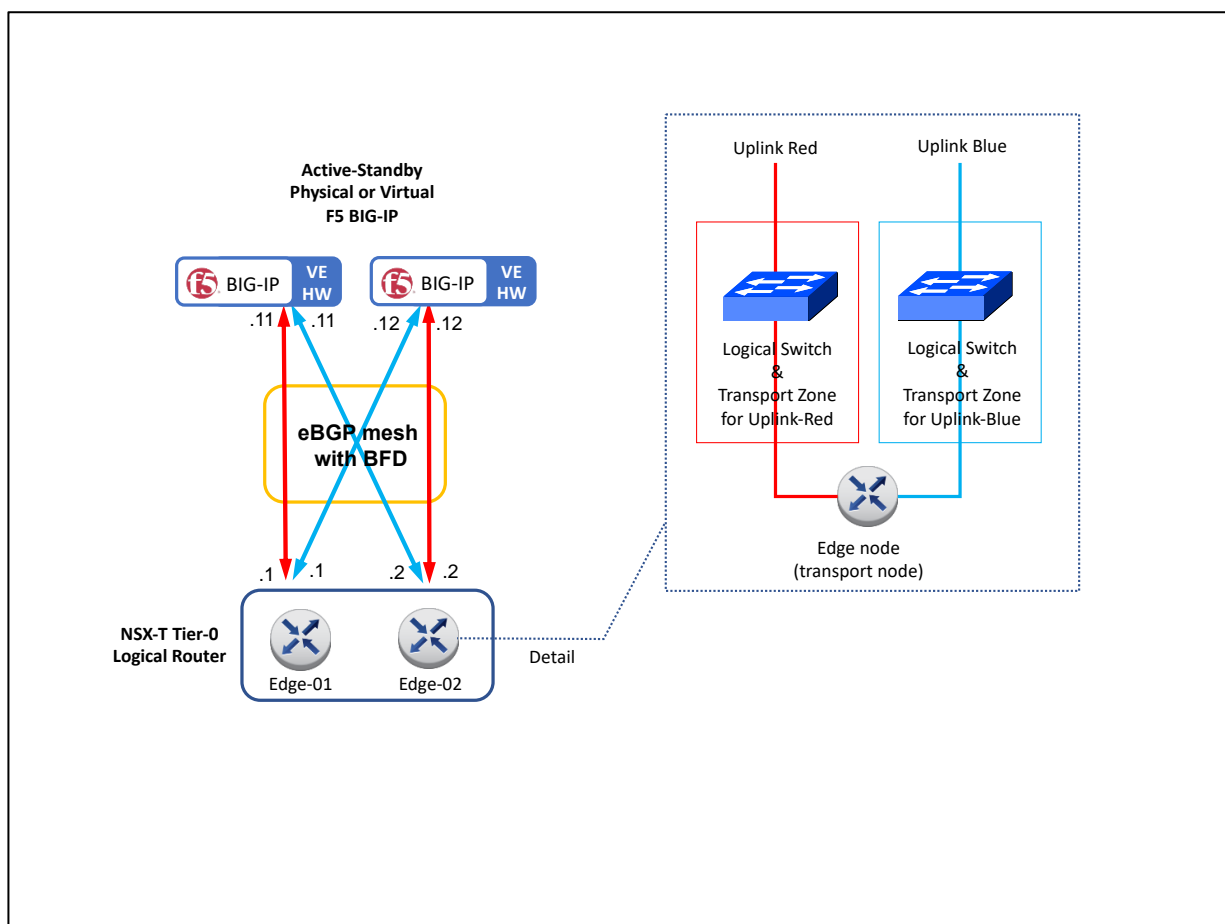 Active-Standby
Physical or Virtual
F5 BIG-IP
f5 BIG-IP
VE
HW
f5 BIG-IP
VE
HW
.11
.11
.12
.12
eBGP mesh
with BFD
.1
.1
.2
.2
NSX-T Tier-0
Logical Router
Edge-01
Edge-02
Detail
Uplink Red
Uplink Blue
Logical Switch
&
Transport Zone
for Uplink-Red
Logical Switch
&
Transport Zone
for Uplink-Blue
Edge node
(transport node)